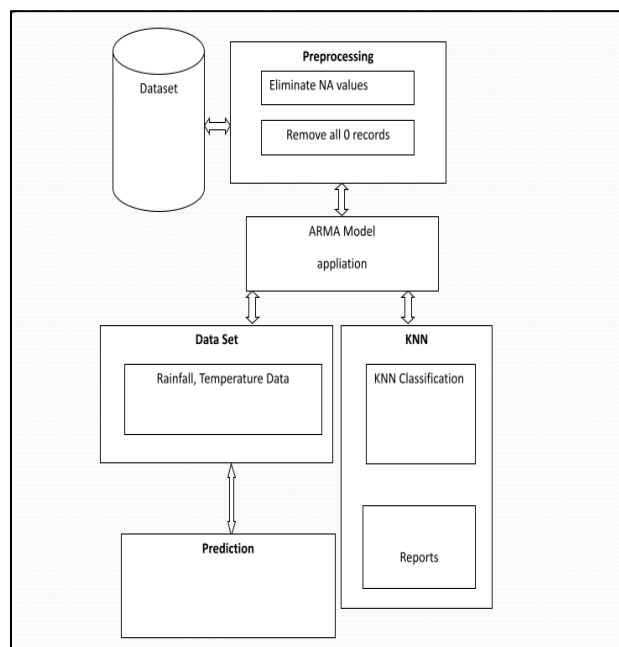 Preprocessing
Dataset
Eliminate NA values
Remove all 0 records
ARMA Model
appliation
Data Set
Rainfall, Temperature Data
KNN
KNN Classification
Reports
Prediction